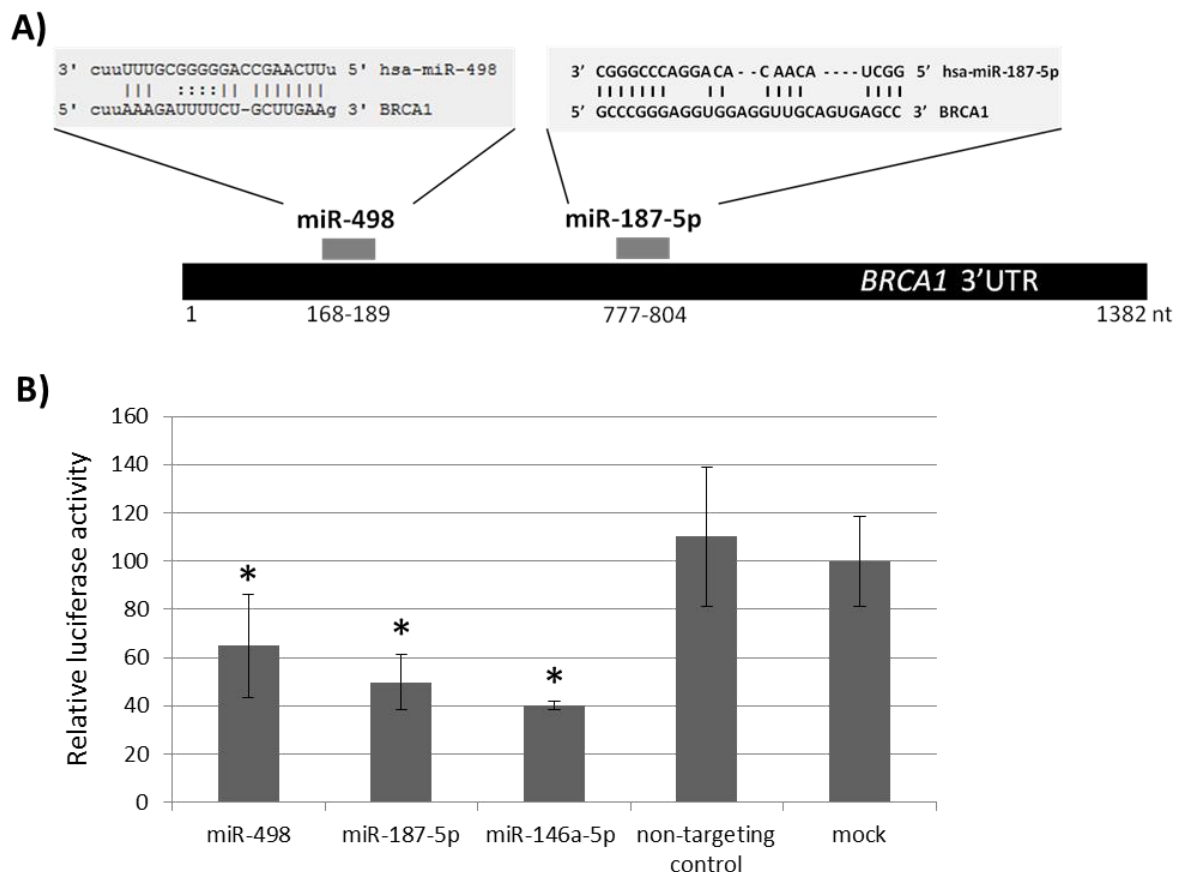 A)
3' cuuUUUGCGGGGGACCGAACUUu 5' hsa-miR-498
||| ::::|| |||||||
5' cuuAAAGAUUUUCU-GCUUGAAg 3' BRCA1
3' CGGGCCCAGGACA--CAACA----UCGG 5' hsa-miR-187-5p
||||||| || |||| ||||
5' GCCCGGGAGGUGGAGGUUGCAGUGAGCC 3' BRCA1
miR-498
miR-187-5p
BRCA1 3'UTR
1 168-189 777-804 1382 nt
B)
Relative luciferase activity
160
140
120
100
80
60
40
20
0
* * *
miR-498 miR-187-5p miR-146a-5p non-targeting control mock